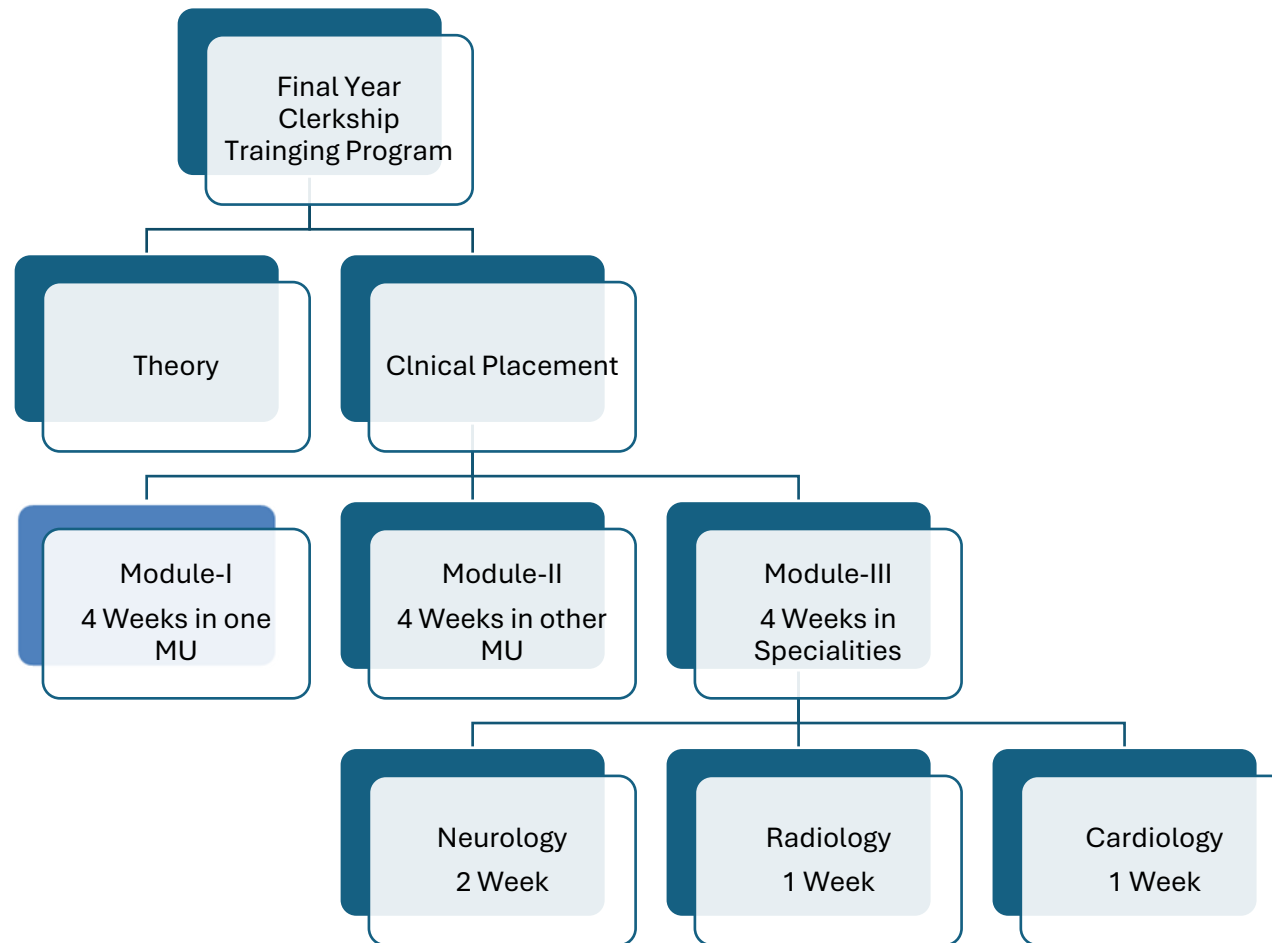 Final Year
Clerkship
Trainging Program
Theory
Clnical Placement
Module-I
4 Weeks in one
MU
Module-II
4 Weeks in other
MU
Module-III
4 Weeks in
Specialities
Neurology
2 Week
Radiology
1 Week
Cardiology
1 Week